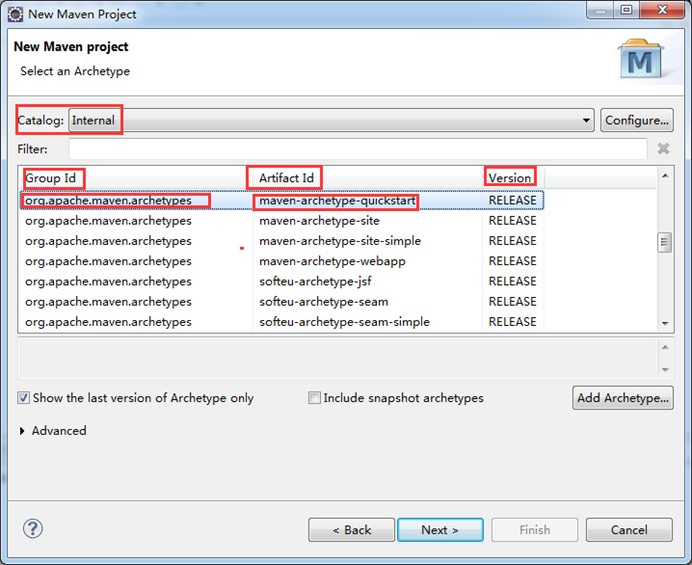 New Maven Project
New Maven project
Select an Archetype
M
Catalog: Internal Configure...
Filter:
Group Id Artifact Id Version
org.apache.maven.archetypes maven-archetype-quickstart RELEASE
org.apache.maven.archetypes maven-archetype-site RELEASE
org.apache.maven.archetypes maven-archetype-site-simple RELEASE
org.apache.maven.archetypes maven-archetype-webapp RELEASE
org.apache.maven.archetypes softeu-archetype-jsf RELEASE
org.apache.maven.archetypes softeu-archetype-seam RELEASE
org.apache.maven.archetypes softeu-archetype-seam-simple RELEASE
Show the last version of Archetype only Include snapshot archetypes Add Archetype...
Advanced
? < Back Next > Finish Cancel